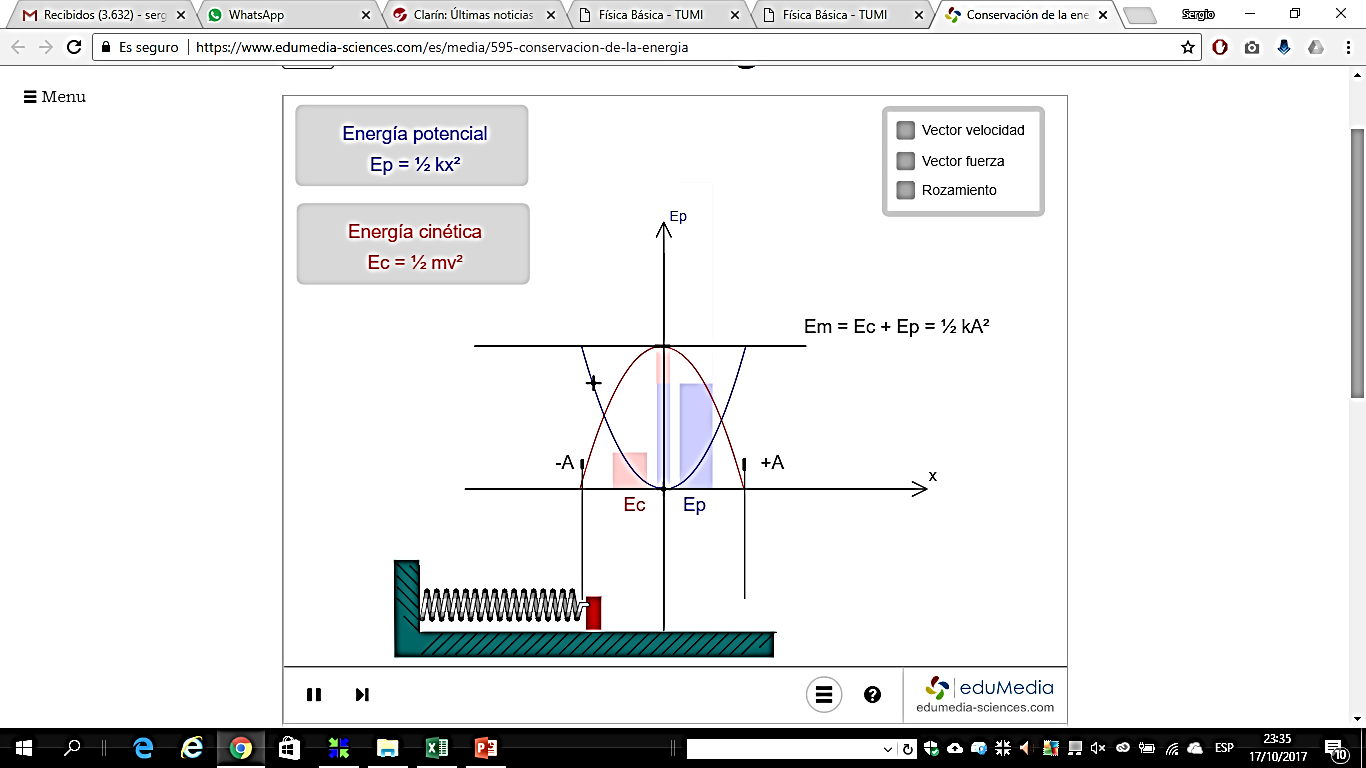 Recibidos (3.632) - serg
WhatsApp
Clarín: Últimas noticias
Física Básica - TUMI
Física Básica - TUMI
Conservación de la ene
Sergio
Es seguro | https://www.edumedia-sciences.com/es/media/595-conservacion-de-la-energia
Menu
Energía potencial
Ep = ½ kx²
Energía cinética
Ec = ½ mv²
Vector velocidad
Vector fuerza
Rozamiento
Ep
Em = Ec + Ep = ½ kA²
-A
+A
x
Ec
Ep
eduMedia
edumedia-sciences.com
ESP
23:35
17/10/2017
10